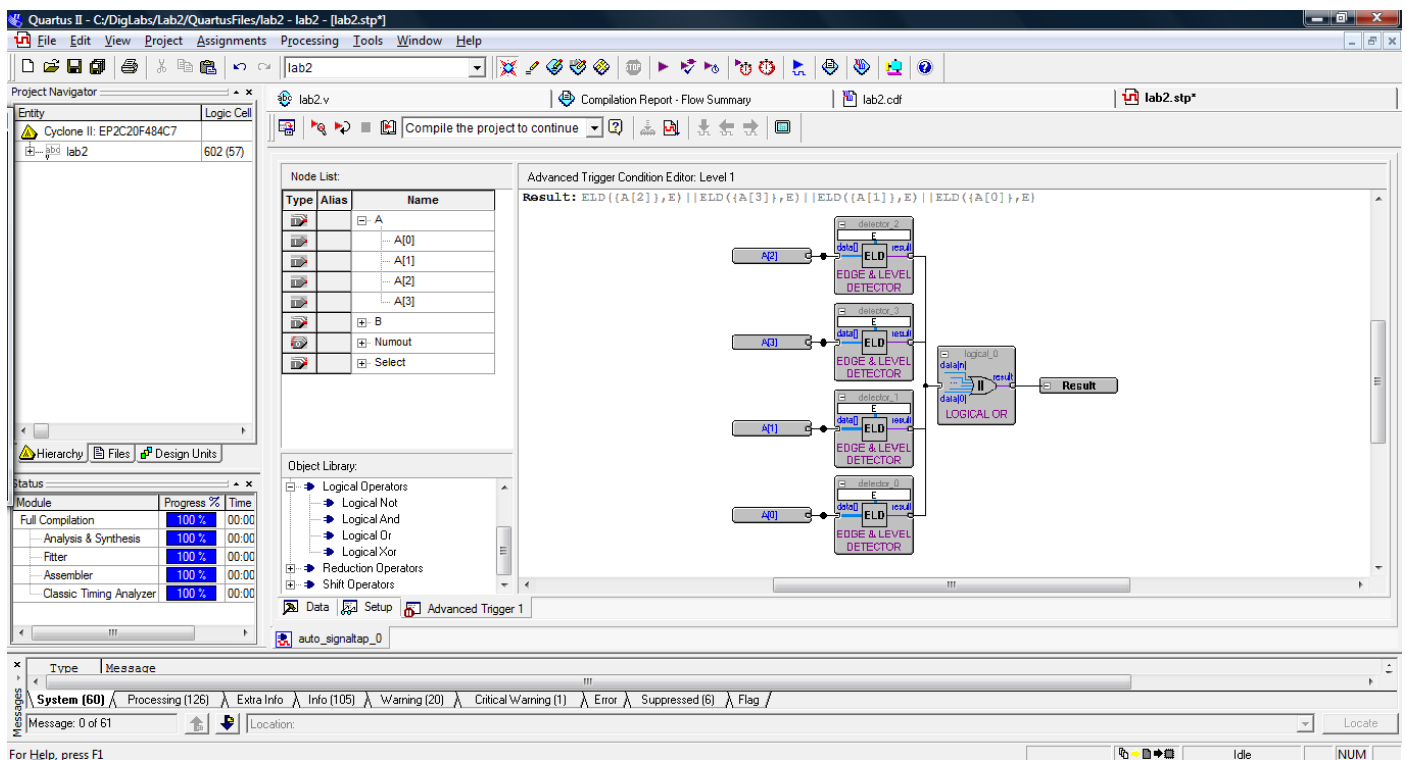 Quartus II - C:/DigLabs/Lab2/QuartusFiles/lab2 - lab2 - [lab2.stp*]
File Edit View Project Assignments Processing Tools Window Help
lab2
Project Navigator
Entity Logic Cell
Cyclone II: EP2C20F484C7
lab2 602 (57)
Hierarchy Files Design Units
Status
Module Progress % Time
Full Compilation 100 % 00:00
Analysis & Synthesis 100 % 00:00
Fitter 100 % 00:00
Assembler 100 % 00:00
Classic Timing Analyzer 100 % 00:00
lab2.v Compilation Report - Flow Summary lab2.cdf lab2.stp*
Compile the project to continue
Node List:
Type Alias Name
A
A[0]
A[1]
A[2]
A[3]
B
Numout
Select
Object Library:
Logical Operators
Logical Not
Logical And
Logical Or
Logical Xor
Reduction Operators
Shift Operators
Advanced Trigger Condition Editor: Level 1
Result: ELD({A[2]},E)||ELD({A[3]},E)||ELD({A[1]},E)||ELD({A[0]},E)
detector_2
E
A[2] data[] ELD result
EDGE & LEVEL
DETECTOR
detector_3
E
A[3] data[] ELD result
EDGE & LEVEL
DETECTOR
logical_0
data[n]
result
data[0]
LOGICAL OR
Result
detector_1
E
A[1] data[] ELD result
EDGE & LEVEL
DETECTOR
detector_0
E
A[0] data[] ELD result
EDGE & LEVEL
DETECTOR
Data Setup Advanced Trigger 1
auto_signaltap_0
Type Message
Messages
System (60) Processing (126) Extra Info Info (105) Warning (20) Critical Warning (1) Error Suppressed (6) Flag
Message: 0 of 61 Location: Locate
For Help, press F1 Idle NUM